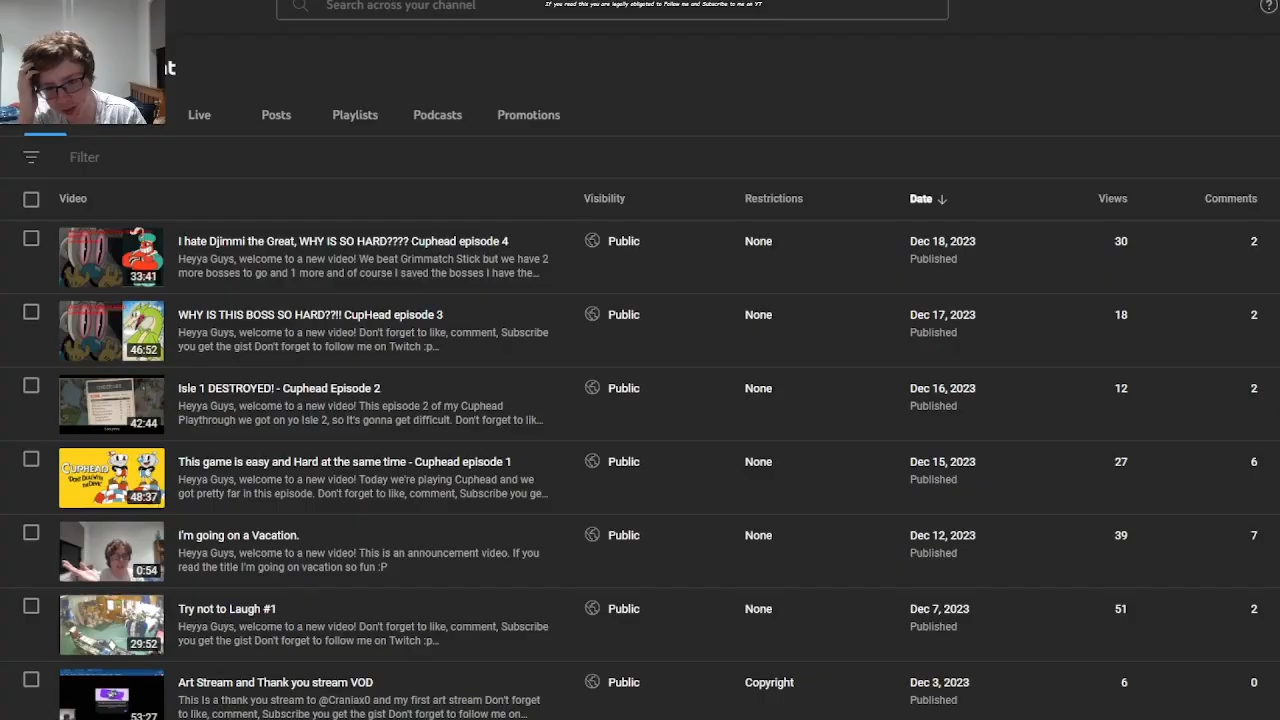 Search across your channel
If you read this you are legally obligated to Follow me and Subscribe to me on YT
Live Posts Playlists Podcasts Promotions
Filter
Video Visibility Restrictions Date Views Comments
I hate Djimmi the Great, WHY IS SO HARD???? Cuphead episode 4 Public None Dec 18, 2023 30 2
Heyya Guys, welcome to a new video! We beat Grimmatch Stick but we have 2 Published
more bosses to go and 1 more and of course I saved the bosses I have the...
33:41
WHY IS THIS BOSS SO HARD??!! CupHead episode 3 Public None Dec 17, 2023 18 2
Heyya Guys, welcome to a new video! Don't forget to like, comment, Subscribe Published
you get the gist Don't forget to follow me on Twitch :p...
46:52
Isle 1 DESTROYED! - Cuphead Episode 2 Public None Dec 16, 2023 12 2
Heyya Guys, welcome to a new video! This episode 2 of my Cuphead Published
Playthrough we got on yo Isle 2, so It's gonna get difficult. Don't forget to lik...
42:44
This game is easy and Hard at the same time - Cuphead episode 1 Public None Dec 15, 2023 27 6
CUPHEAD
Heyya Guys, welcome to a new video! Today we're playing Cuphead and we Published
got pretty far in this episode. Don't forget to like, comment, Subscribe you ge...
48:37
I'm going on a Vacation. Public None Dec 12, 2023 39 7
Heyya Guys, welcome to a new video! This is an announcement video. If you Published
read the title I'm going on vacation so fun :P
0:54
Try not to Laugh #1 Public None Dec 7, 2023 51 2
Heyya Guys, welcome to a new video! Don't forget to like, comment, Subscribe Published
you get the gist Don't forget to follow me on Twitch :p...
29:52
Art Stream and Thank you stream VOD Public Copyright Dec 3, 2023 6 0
This Is a thank you stream to @Craniax0 and my first art stream Don't forget Published
to like, comment, Subscribe you get the gist Don't forget to follow me on...
53:27